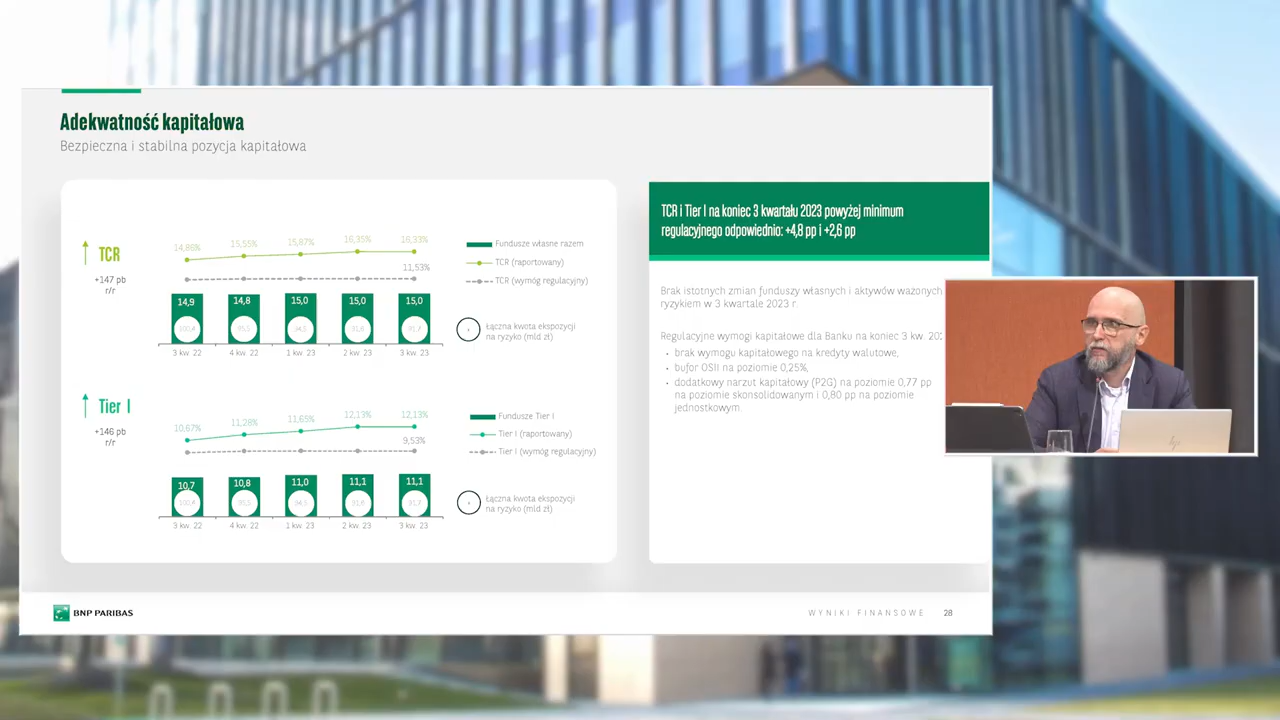 Adekwatność kapitałowa
Bezpieczna i stabilna pozycja kapitałowa
TCR
+147 pb
r/r
14,86% 15,55% 15,87% 16,35% 16,33%
11,53%
14,9 14,8 15,0 15,0 15,0
3 kw. 22 4 kw. 22 1 kw. 23 2 kw. 23 3 kw. 23
Fundusze własne razem
TCR (raportowany)
TCR (wymóg regulacyjny)
Łączna kwota ekspozycji
na ryzyko (mld zł)
Tier I
+146 pb
r/r
10,67% 11,28% 11,65% 12,13% 12,13%
9,53%
10,7 10,8 11,0 11,1 11,1
3 kw. 22 4 kw. 22 1 kw. 23 2 kw. 23 3 kw. 23
Fundusze Tier I
Tier I (raportowany)
Tier I (wymóg regulacyjny)
Łączna kwota ekspozycji
na ryzyko (mld zł)
TCR i Tier I na koniec 3 kwartału 2023 powyżej minimum
regulacyjnego odpowiednio: +4,8 pp i +2,6 pp
Brak istotnych zmian funduszy własnych i aktywów ważonych
ryzykiem w 3 kwartale 2023 r.
Regulacyjne wymogi kapitałowe dla Banku na koniec 3 kw.
• brak wymogu kapitałowego na kredyty walutowe,
• bufor OSII na poziomie 0,25%,
• dodatkowy narzut kapitałowy (P2G) na poziomie 0,77 pp
na poziomie skonsolidowanym i 0,80 pp na poziomie
jednostkowym.
BNP PARIBAS
WYNIKI FINANSOWE 28
hp